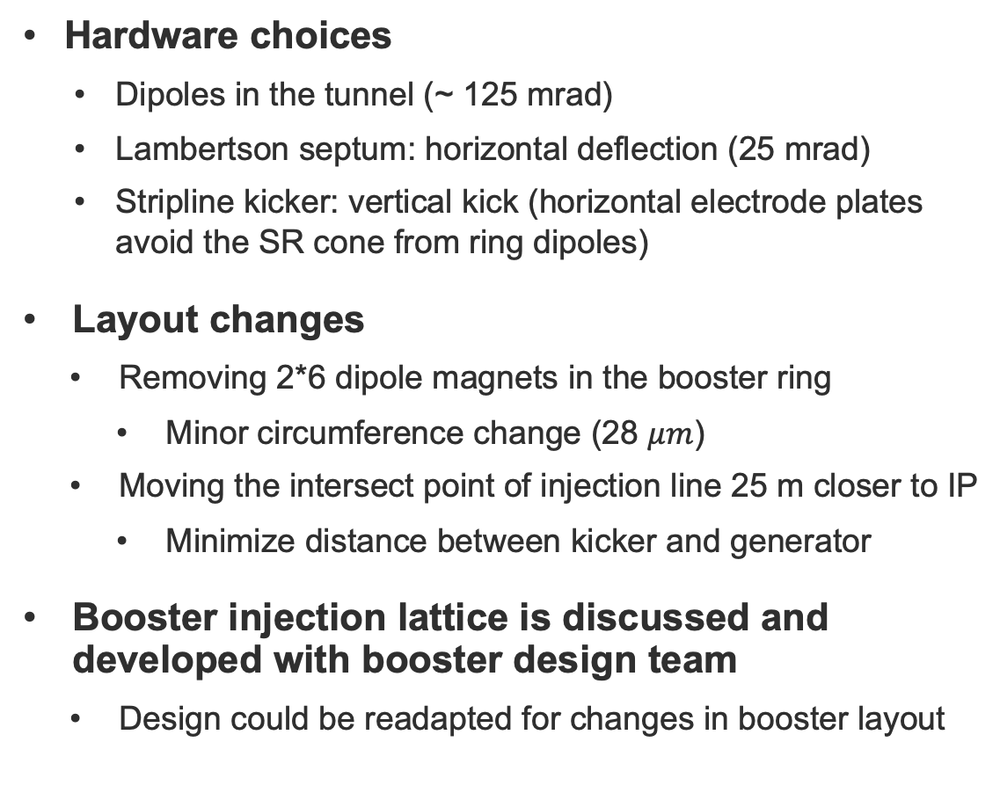 • Hardware choices
• Dipoles in the tunnel (~ 125 mrad)
• Lambertson septum: horizontal deflection (25 mrad)
• Stripline kicker: vertical kick (horizontal electrode plates
avoid the SR cone from ring dipoles)
• Layout changes
• Removing 2*6 dipole magnets in the booster ring
• Minor circumference change (28 𝜇𝑚)
• Moving the intersect point of injection line 25 m closer to IP
• Minimize distance between kicker and generator
• Booster injection lattice is discussed and
developed with booster design team
• Design could be readapted for changes in booster layout